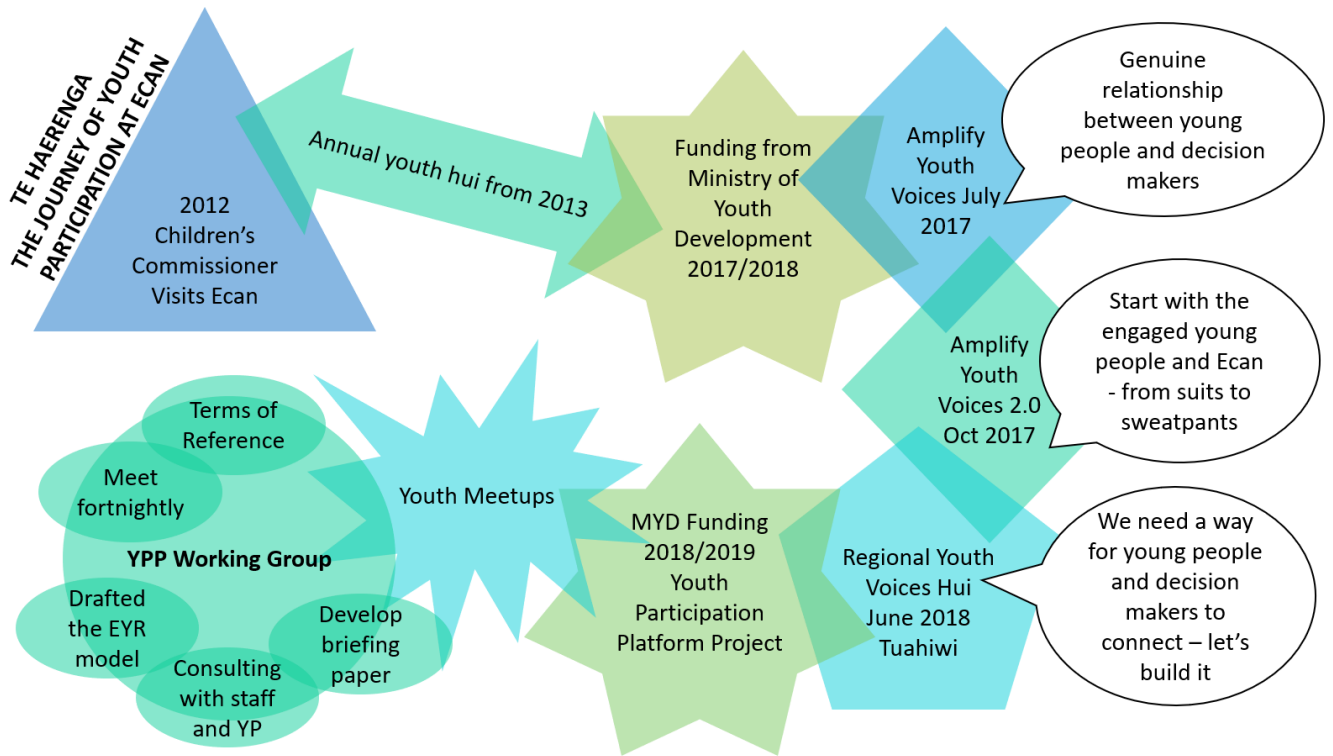 TE HAERENGA
THE JOURNEY OF YOUTH
PARTICIPATION AT ECAN
2012
Children’s
Commissioner
Visits Ecan
Annual youth hui from 2013
Funding from
Ministry of
Youth
Development
2017/2018
Amplify
Youth
Voices July
2017
Genuine
relationship
between young
people and decision
makers
Amplify
Youth
Voices 2.0
Oct 2017
Start with the
engaged young
people and Ecan
- from suits to
sweatpants
Regional Youth
Voices Hui
June 2018
Tuahiwi
We need a way
for young people
and decision
makers to
connect – let’s
build it
MYD Funding
2018/2019
Youth
Participation
Platform Project
Youth Meetups
YPP Working Group
Terms of
Reference
Meet
fortnightly
Drafted
the EYR
model
Consulting
with staff
and YP
Develop
briefing
paper